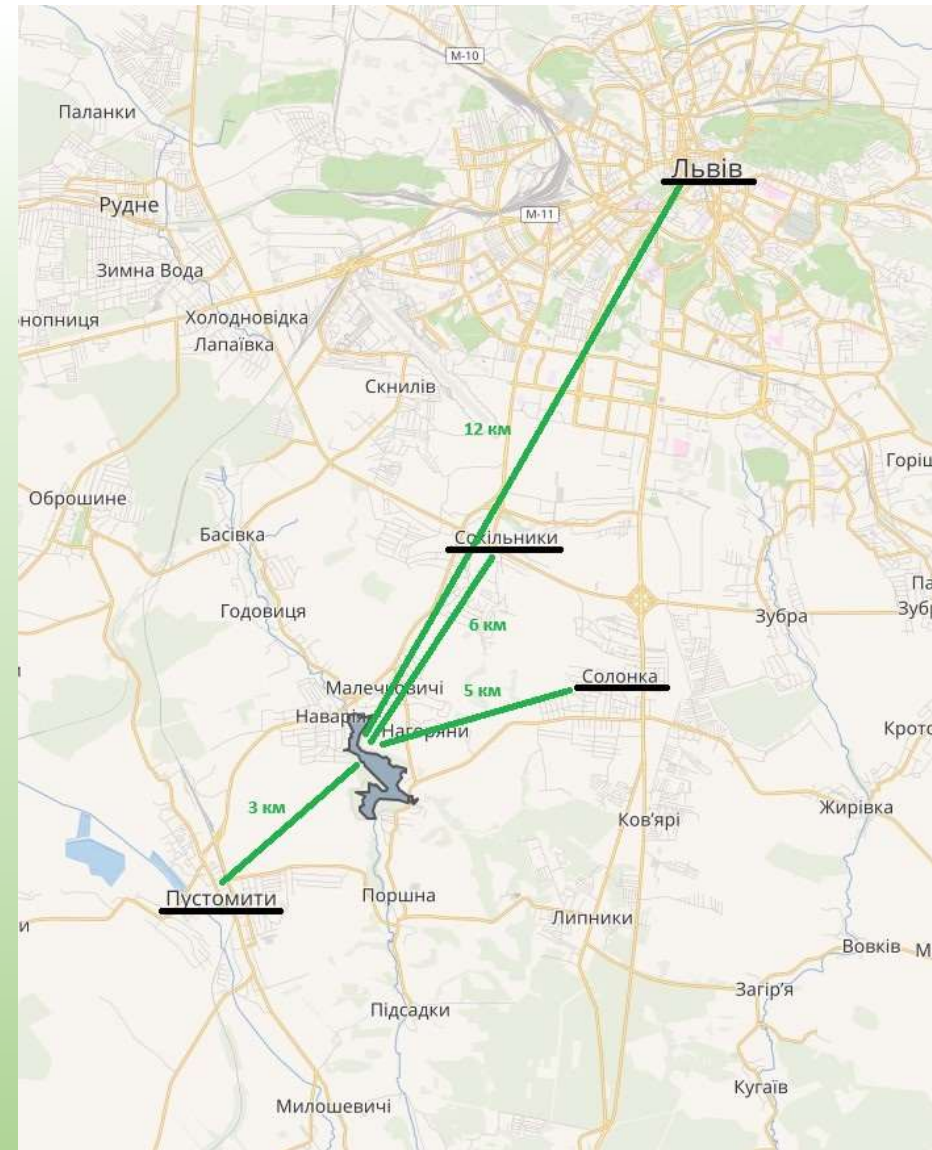 М-10
Паланки
Львів
Рудне
М-11
Зимна Вода
нопниця
Холодновідка
Лапаївка
Скнилів
12 км
Горіш
Оброшине
Басівка
Сокільники
Па
Зубр
Годовиця
6 км
Зубра
Солонка
Малечковичі
5 км
Наварія
Нагоряни
Крото
3 км
Жирівка
Ков'ярі
Пустомити
Поршна
Липники
и
Вовків
М
Загір'я
Підсадки
Кугаїв
Милошевичі